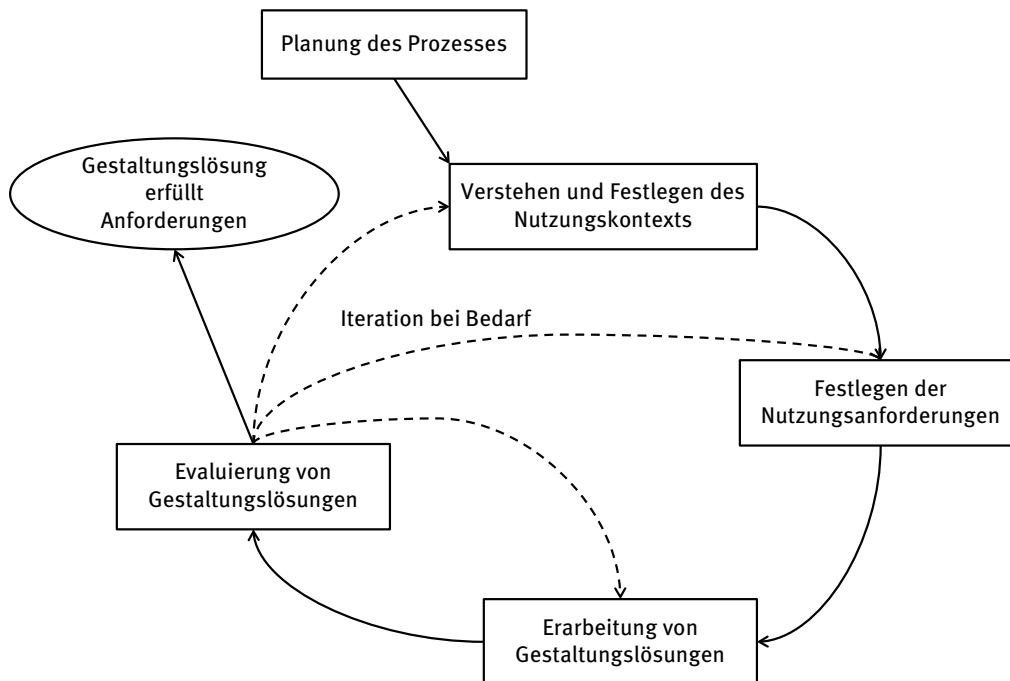 Planung des Prozesses
Gestaltungslösung
erfüllt
Anforderungen
Verstehen und Festlegen des
Nutzungskontexts
Iteration bei Bedarf
Festlegen der
Nutzungsanforderungen
Evaluierung von
Gestaltungslösungen
Erarbeitung von
Gestaltungslösungen